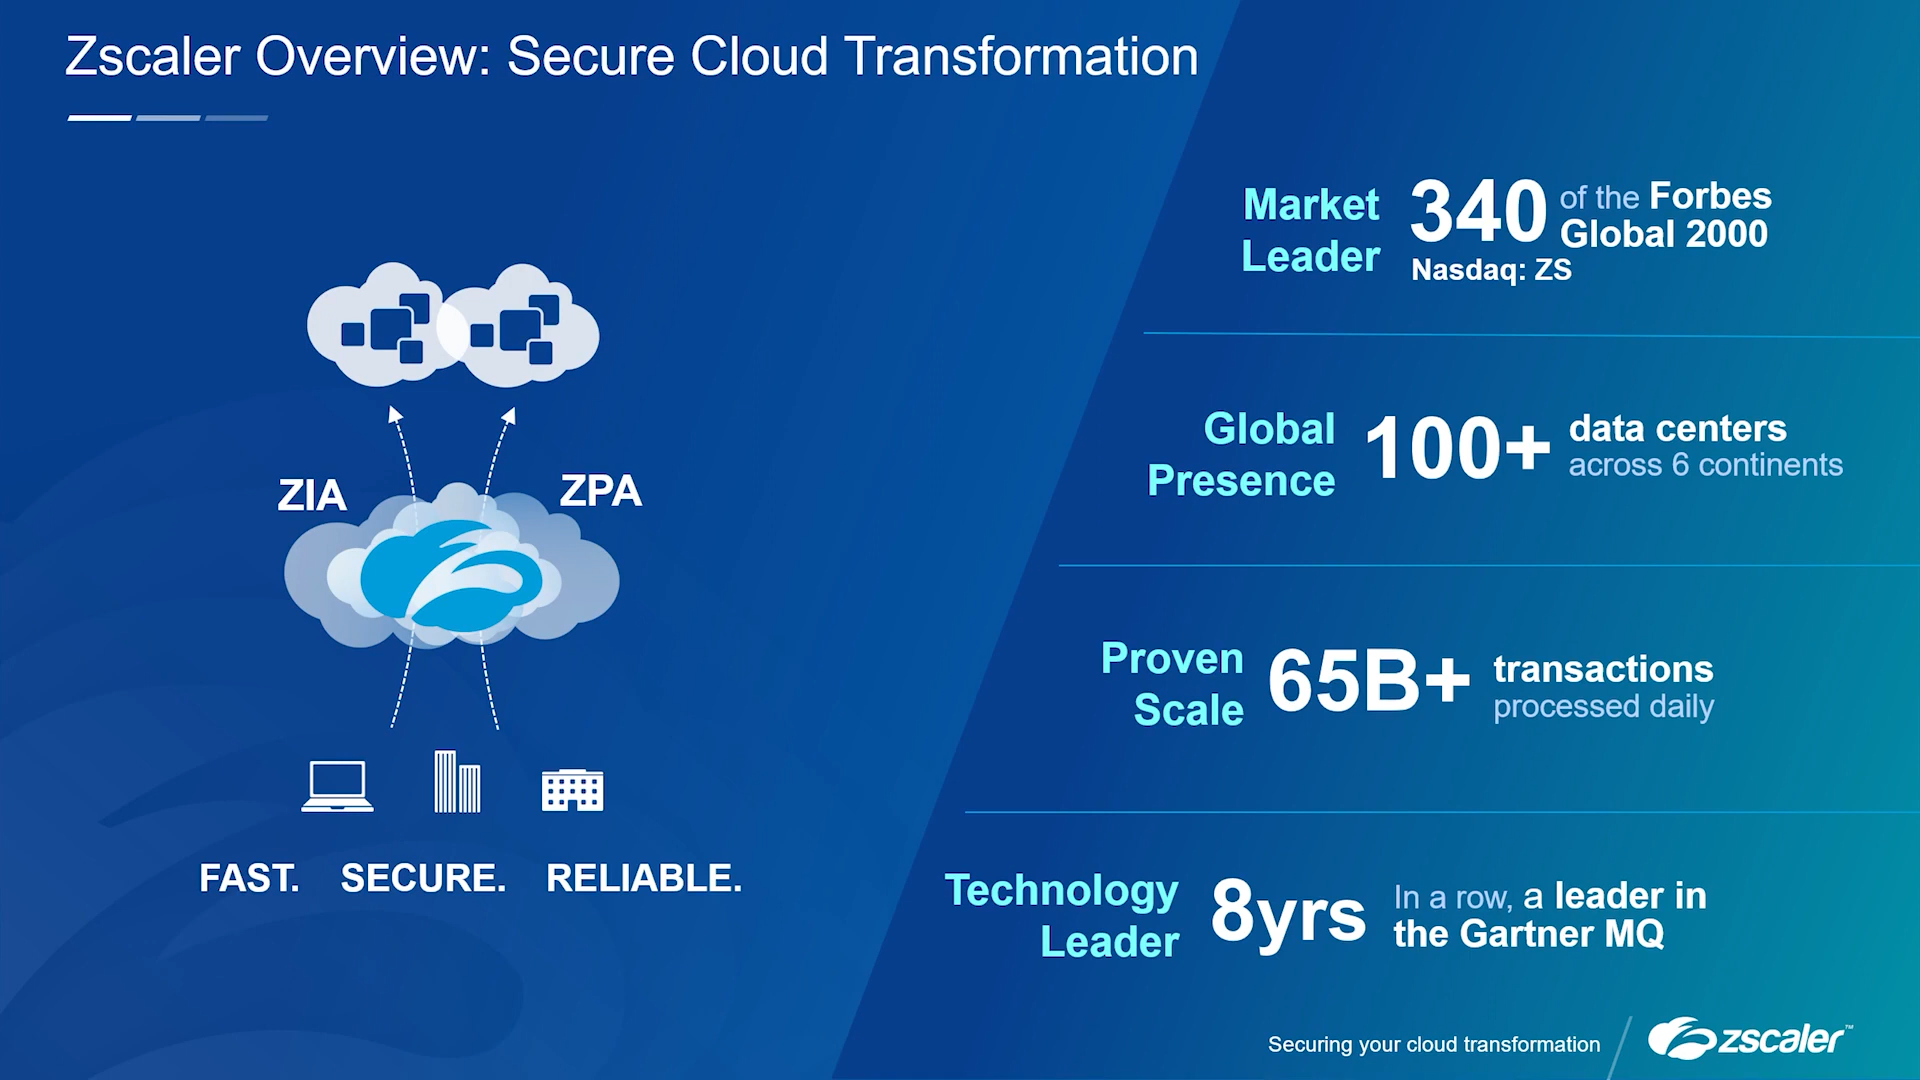 Zscaler Overview: Secure Cloud Transformation
ZIA
ZPA
FAST. SECURE. RELIABLE.
Market
Leader
340
of the Forbes
Global 2000
Nasdaq: ZS
Global
Presence
100+
data centers
across 6 continents
Proven
Scale
65B+
transactions
processed daily
Technology
Leader
8yrs
In a row, a leader in
the Gartner MQ
Securing your cloud transformation
zscaler™